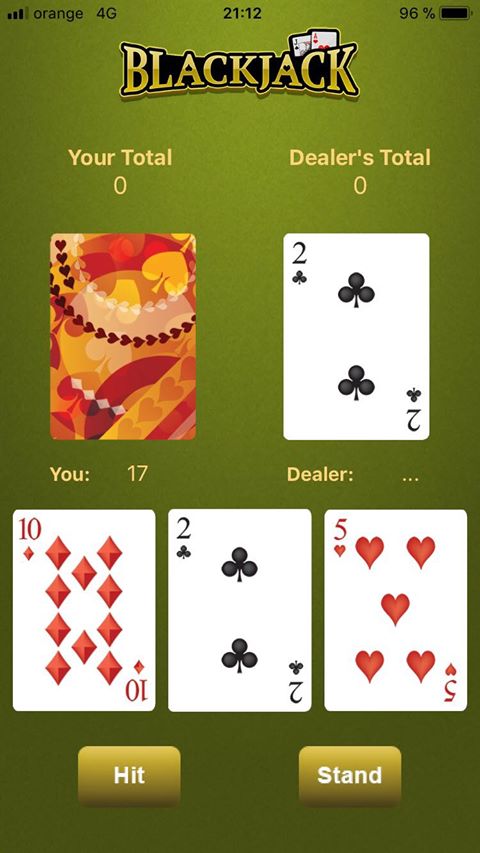 orange 4G 21:12 96 %
BLACKJACK
Your Total Dealer's Total
0 0
2
2
You: 17 Dealer: ...
10 2 5
10 2 5
Hit Stand